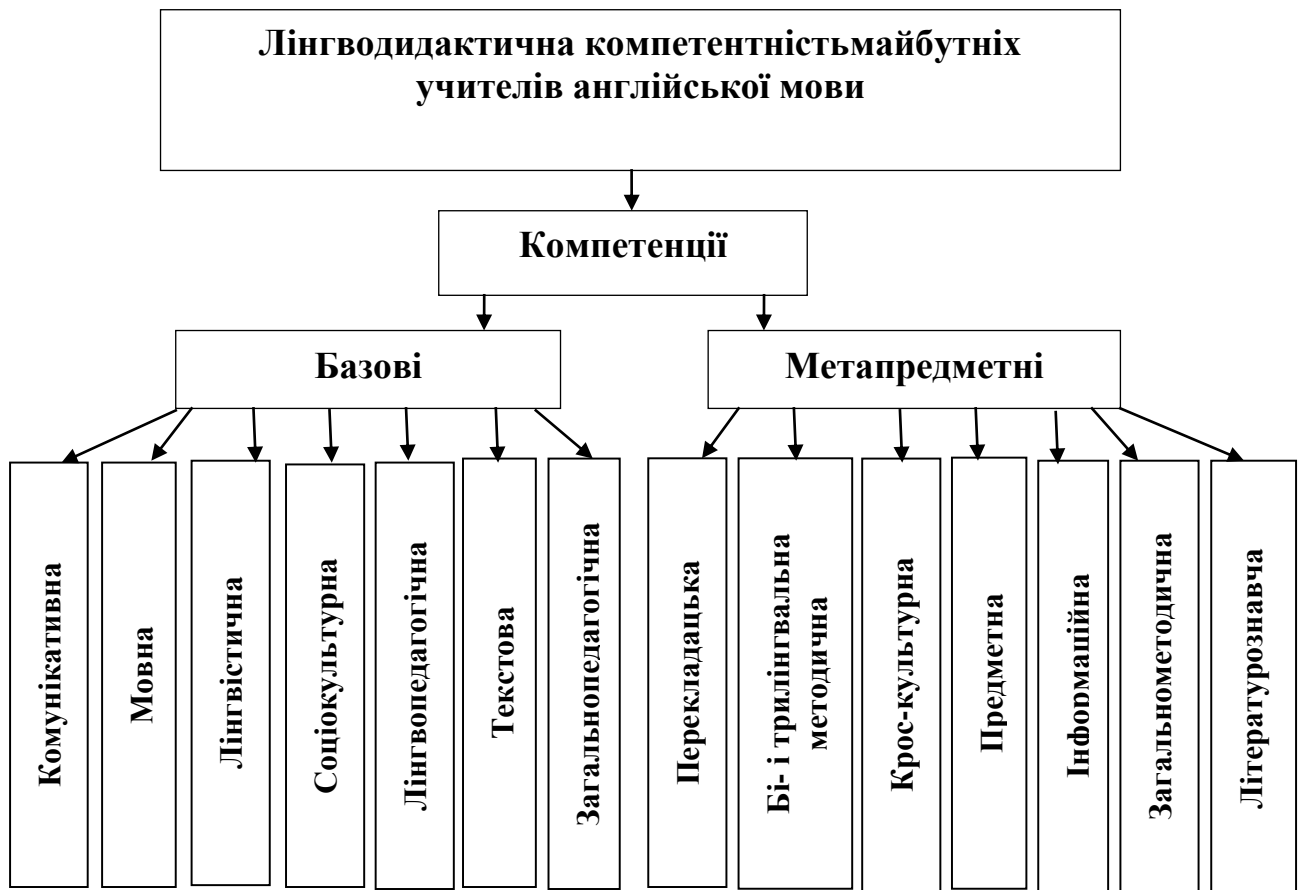 Лінгводидактична компетентністьмайбутніх
учителів англійської мови
Компетенції
Базові
Метапредметні
Комунікативна
Мовна
Лінгвістична
Соціокультурна
Лінгвопедагогічна
Текстова
Загальнопедагогічна
Перекладацька
Бі- і трилінгвальна
методична
Крос-культурна
Предметна
Інформаційна
Загальнометодична
Літературознавча